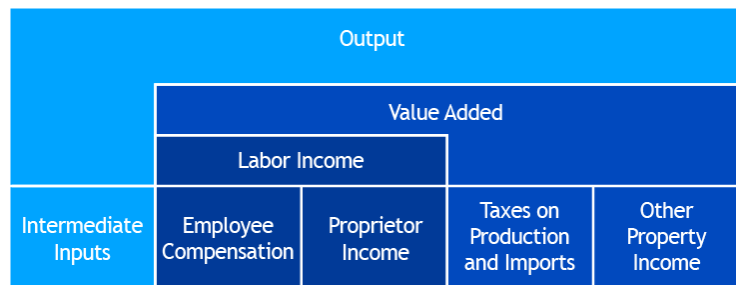 Output
Value Added
Labor Income
Intermediate
Inputs
Employee
Compensation
Proprietor
Income
Taxes on
Production
and Imports
Other
Property
Income